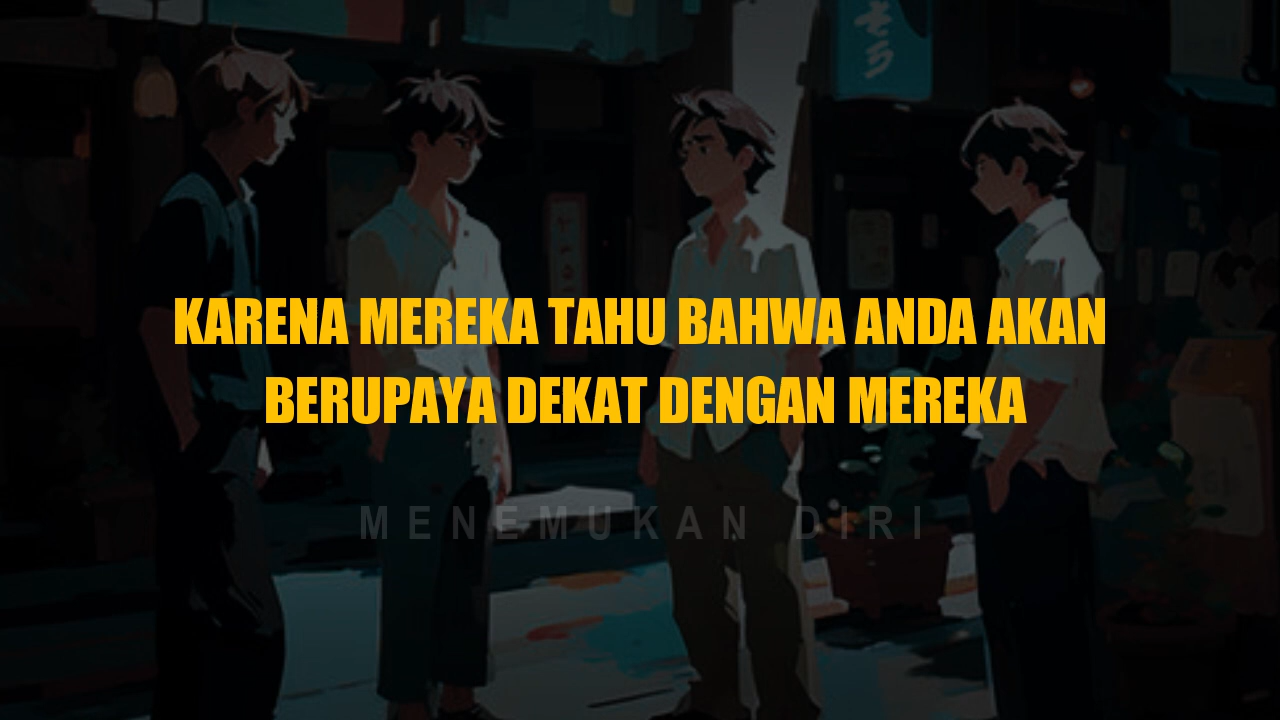 KARENA MEREKA TAHU BAHWA ANDA AKAN
BERUPAYA DEKAT DENGAN MEREKA
MENEMUKAN DIRI